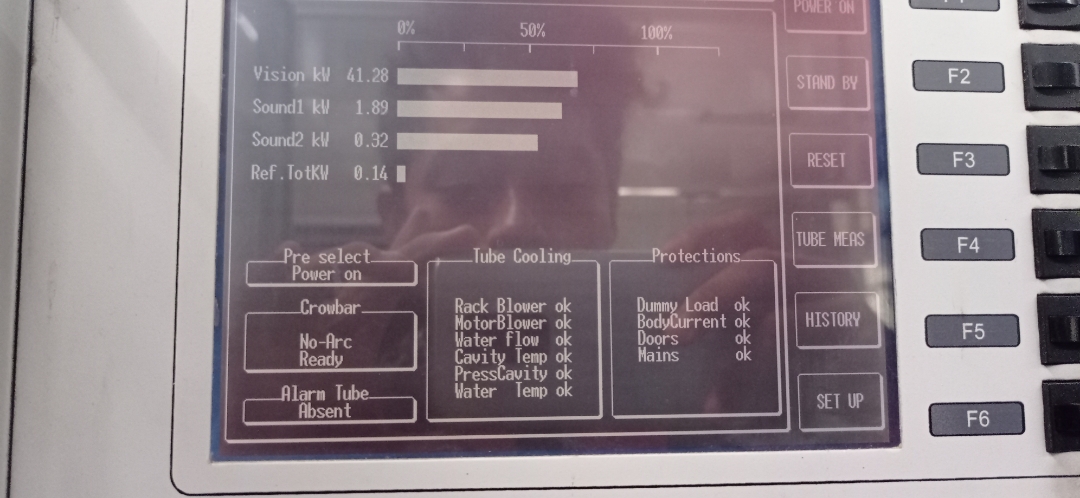 0% 50% 100%
Vision kW 41.28
Sound1 kW 1.89
Sound2 kW 0.32
Ref.TotKW 0.14
Pre select
Power on
Crowbar
No-Arc
Ready
Alarm Tube
Absent
Tube Cooling
Rack Blower ok
MotorBlower ok
Water Flow ok
Cavity Temp ok
PressCavity ok
Water Temp ok
Protections
Dummy Load ok
BodyCurrent ok
Doors ok
Mains ok
POWER ON
STAND BY
RESET
TUBE MEAS
HISTORY
SET UP
F2
F3
F4
F5
F6